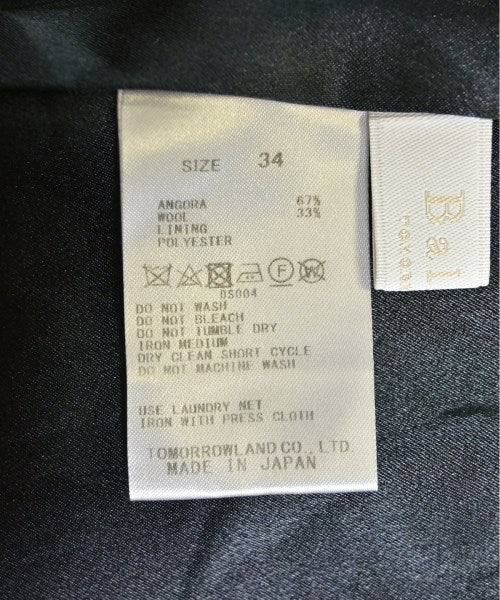 SIZE 34
ANGORA 67%
WOOL 33%
LINING
POLYESTER
DS004
DO NOT WASH
DO NOT BLEACH
DO NOT TUMBLE DRY
IRON MEDIUM
DRY CLEAN SHORT CYCLE
DO NOT MACHINE WASH
USE LAUNDRY NET
IRON WITH PRESS CLOTH
TOMORROWLAND CO., LTD.
MADE IN JAPAN